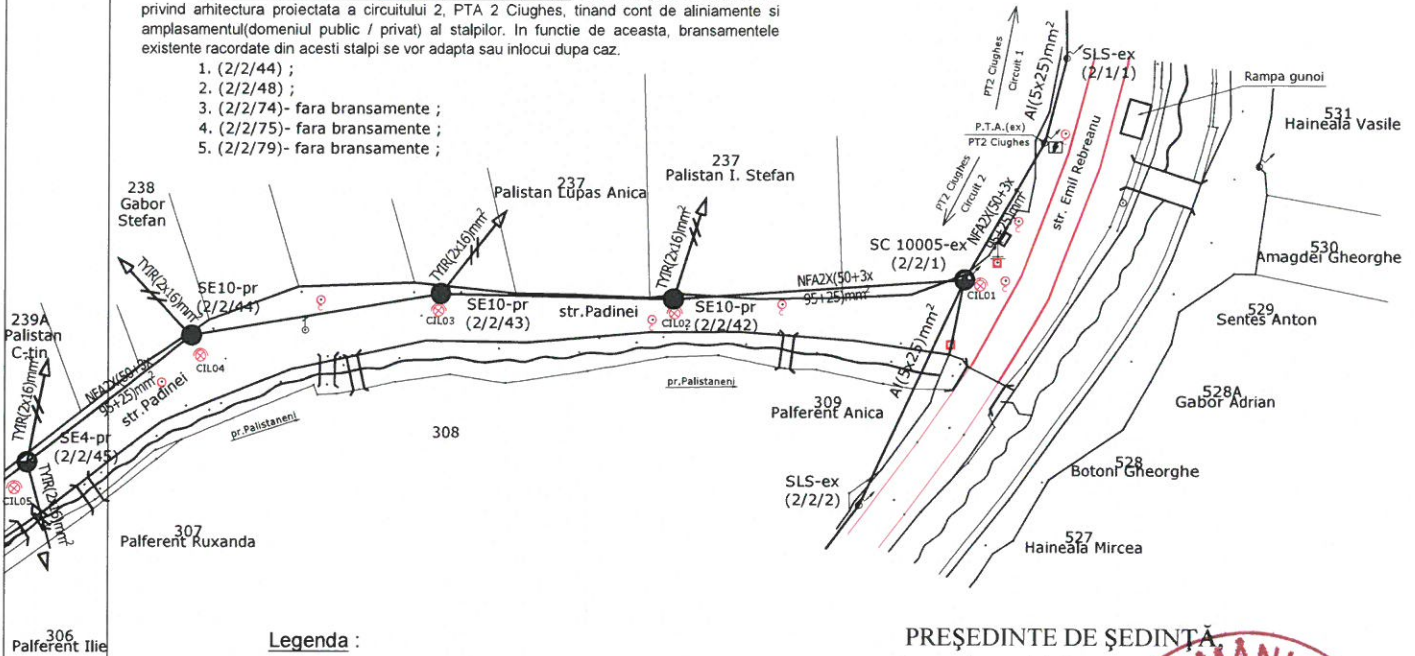 privind arhitectura proiectata a circuitului 2, PTA 2 Ciughes, tinand cont de aliniamente si
amplasamentul(domeniul public / privat) al stalpilor. In functie de aceasta, bransamentele
existente racordate din acesti stalpi se vor adapta sau inlocui dupa caz.
1. (2/2/44) ;
2. (2/2/48) ;
3. (2/2/74)- fara bransamente ;
4. (2/2/75)- fara bransamente ;
5. (2/2/79)- fara bransamente ;
PT2 Ciughes
Circuit 1
Al(5x25)mm²
SLS-ex
(2/1/1)
Rampa gunoi
531
Haineala Vasile
P.T.A.(ex)
PT2 Ciughes
str. Emil Rebreanu
PT2 Ciughes
Circuit 2
NFA2X(50+3x
95+25)mm²
238
Gabor
Stefan
237
Palistan Lupas Anica
237
Palistan I. Stefan
SC 10005-ex
(2/2/1)
530
Amagdei Gheorghe
TYIR(2x16)mm²
TYIR(2x16)mm²
TYIR(2x16)mm²
NFA2X(50+3x
95+25)mm²
CIL01
SE10-pr
(2/2/44)
CIL03
SE10-pr
(2/2/43)
str.Padinei
CIL02
SE10-pr
(2/2/42)
529
Sentes Anton
239A
Palistan
C-tin
CIL04
NFA2X(50+3x
95+25)mm²
str.Padinei
Al(5x25)mm²
TYIR(2x16)mm²
pr.Palistaneni
309
Palferent Anica
528A
Gabor Adrian
pr.Palistaneni
308
SE4-pr
(2/2/45)
TYIR(2x16)mm²
CIL05
528
Botoni Gheorghe
SLS-ex
(2/2/2)
307
Palferent Ruxanda
527
Haineala Mircea
306
Palferent Ilie
Legenda :
PREŞEDINTE DE ŞEDINŢĂ,